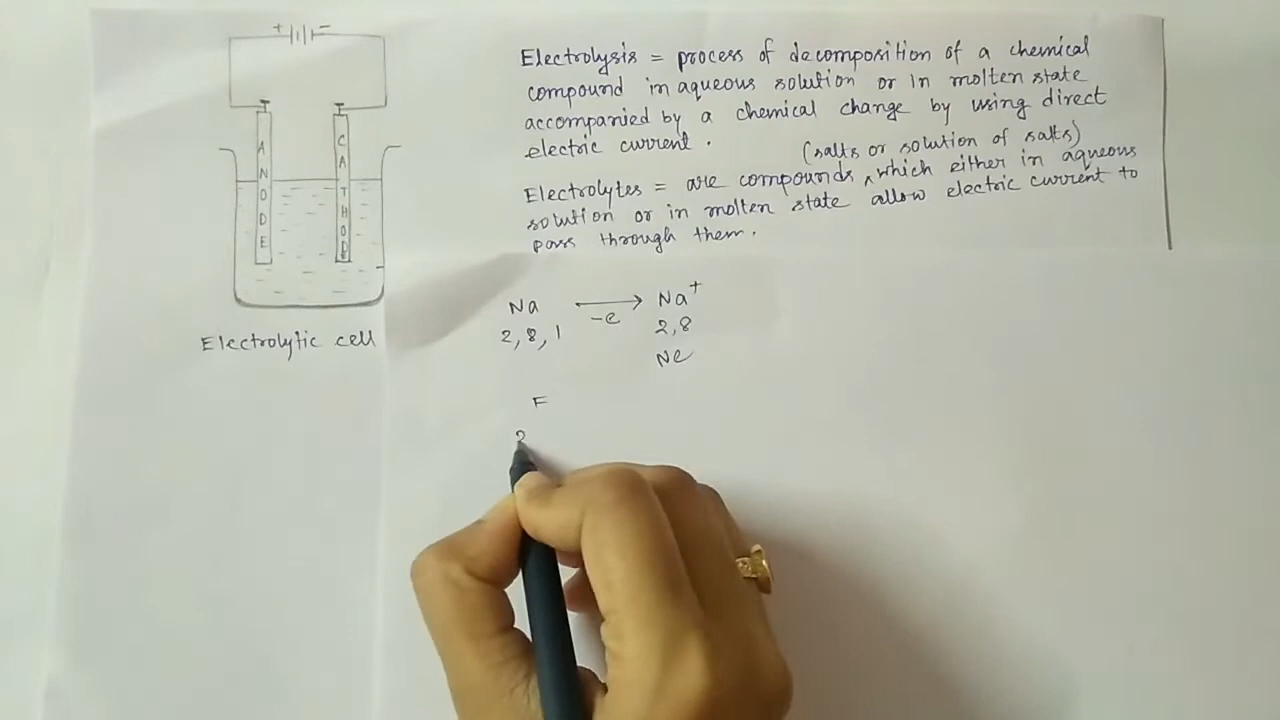 + -
ANODE
CATHODE
Electrolytic cell
Electrolysis = process of decomposition of a chemical
compound in aqueous solution or in molten state
accompanied by a chemical change by using direct
electric current.
(salts or solution of salts)
Electrolytes = are compounds ^ which either in aqueous
solution or in molten state allow electric current to
pass through them.
Na → Na⁺
-e
2, 8, 1 2, 8
Ne
F
2